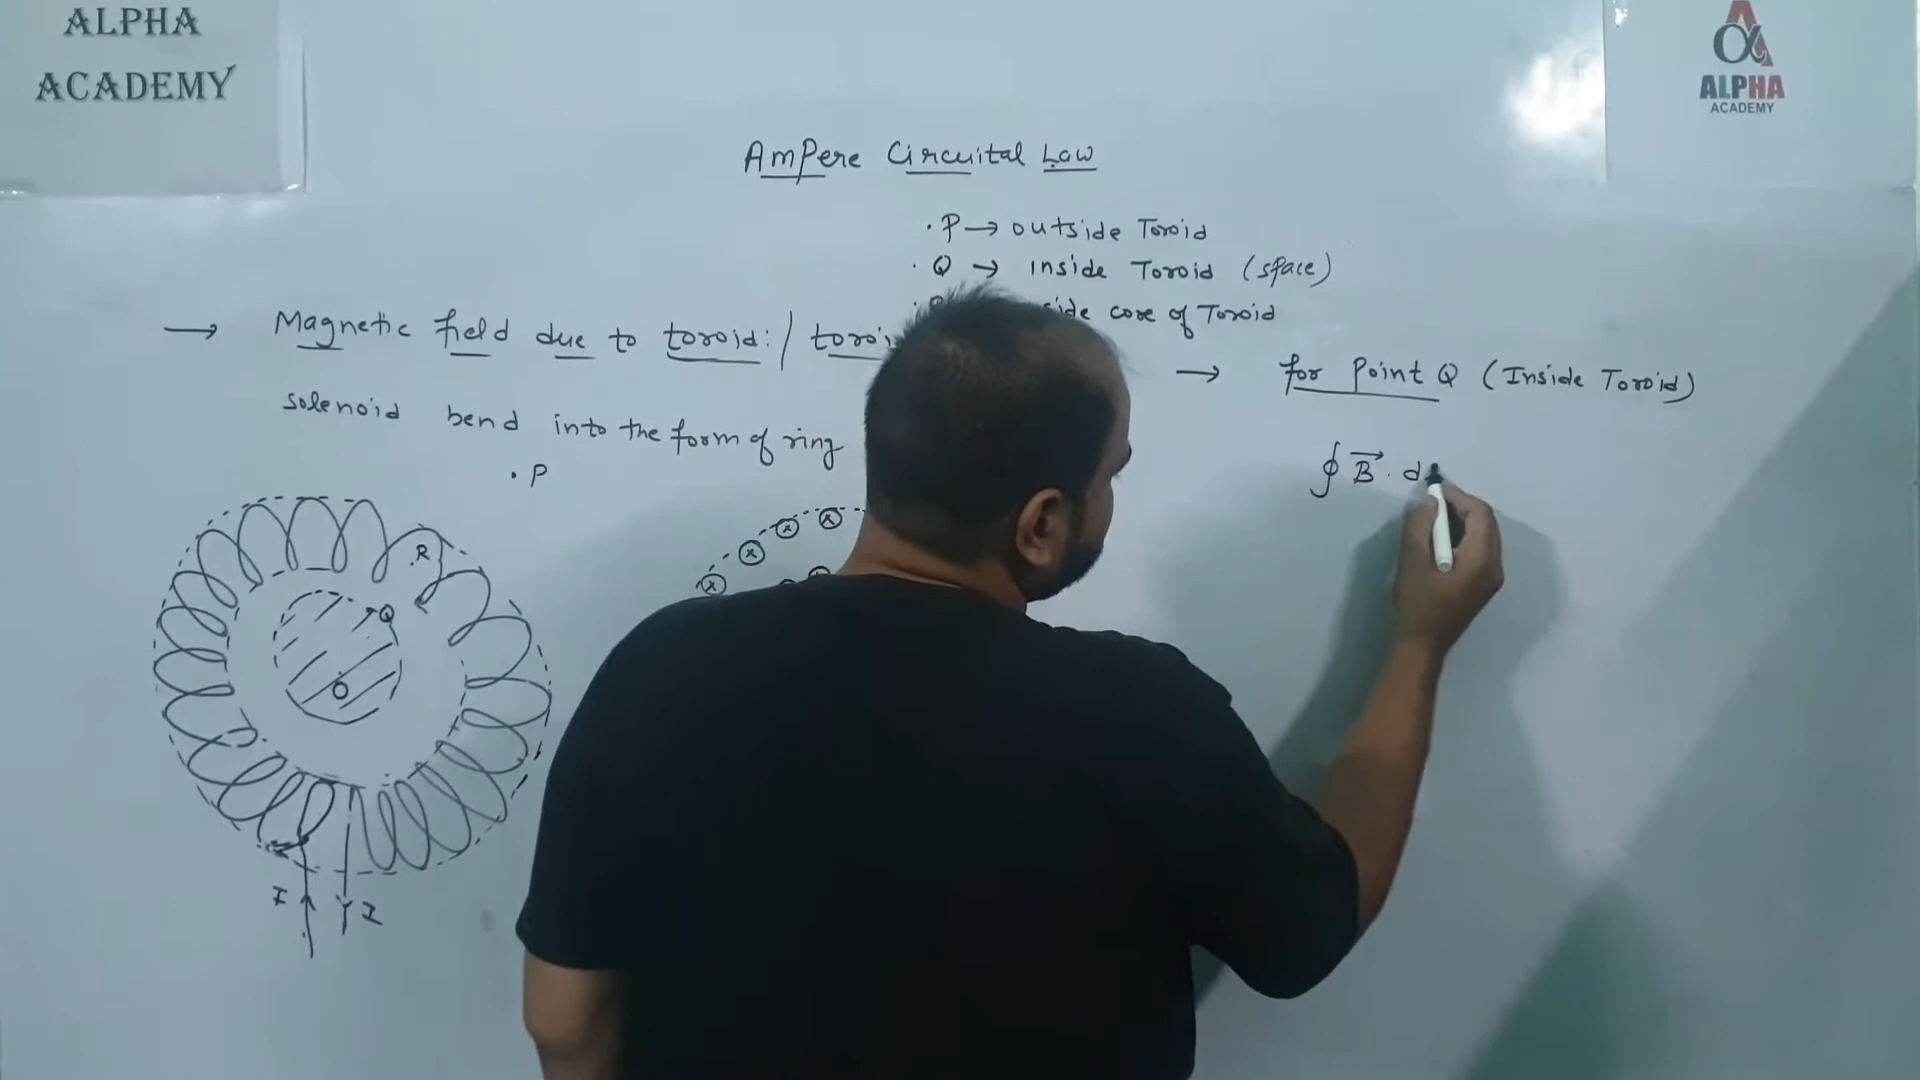 ALPHA
ACADEMY
ALPHA
ACADEMY
AmPere Circuital Law
.P → outside Toroid
. Q → Inside Toroid (space)
core of Toroid
→ Magnetic field due to toroid: /
solenoid bend into the form of ring
. P
→ for Point Q (Inside Toroid)
∮ B⃗ . d
R
Q
O
I
I